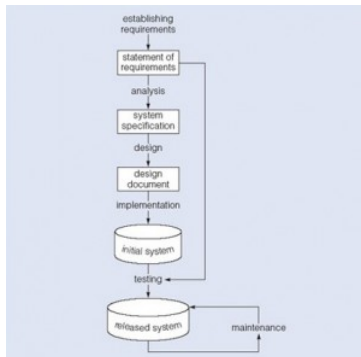 establishing
requirements
statement of
requirements
analysis
system
specification
design
design
document
implementation
initial system
testing
released system
maintenance